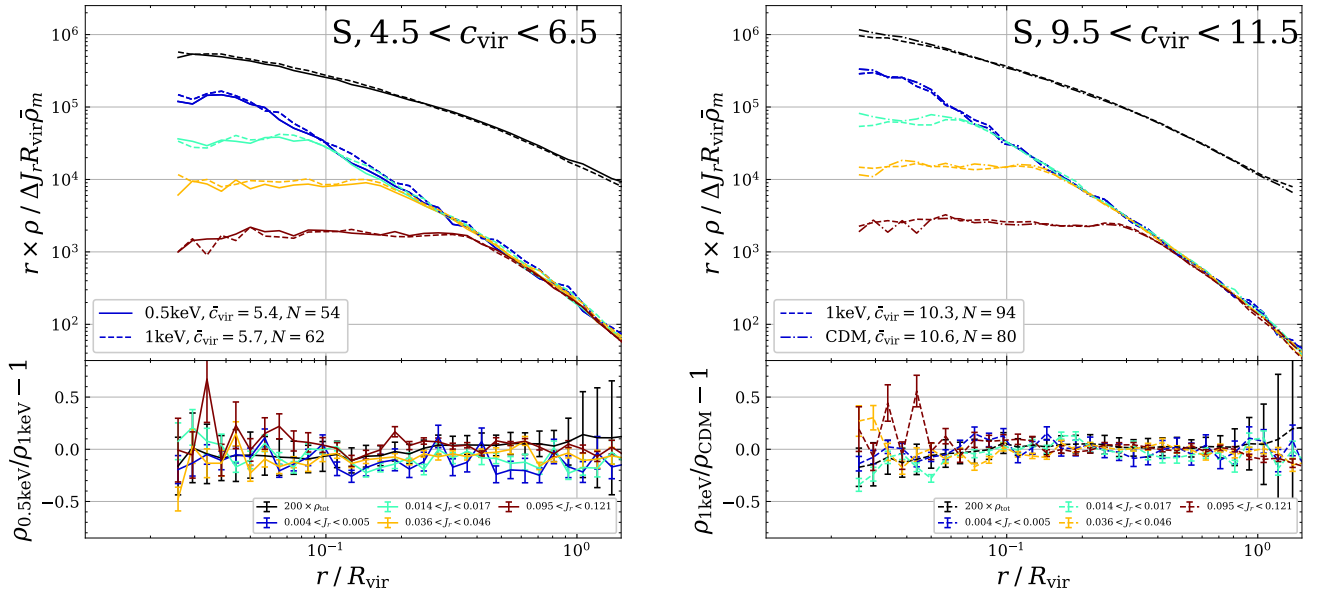 S, 4.5 < c_vir < 6.5
r × ρ / ΔJ_r R_vir ρ̄_m
10^6
10^5
10^4
10^3
10^2
0.5keV, c̄_vir = 5.4, N = 54
1keV, c̄_vir = 5.7, N = 62
ρ_0.5keV/ρ_1keV − 1
0.5
0.0
−0.5
200 × ρ_tot
0.004 < J_r < 0.005
0.014 < J_r < 0.017
0.036 < J_r < 0.046
0.095 < J_r < 0.121
10^−1
10^0
r / R_vir
S, 9.5 < c_vir < 11.5
r × ρ / ΔJ_r R_vir ρ̄_m
10^6
10^5
10^4
10^3
10^2
1keV, c̄_vir = 10.3, N = 94
CDM, c̄_vir = 10.6, N = 80
ρ_1keV/ρ_CDM − 1
0.5
0.0
−0.5
200 × ρ_tot
0.004 < J_r < 0.005
0.014 < J_r < 0.017
0.036 < J_r < 0.046
0.095 < J_r < 0.121
10^−1
10^0
r / R_vir